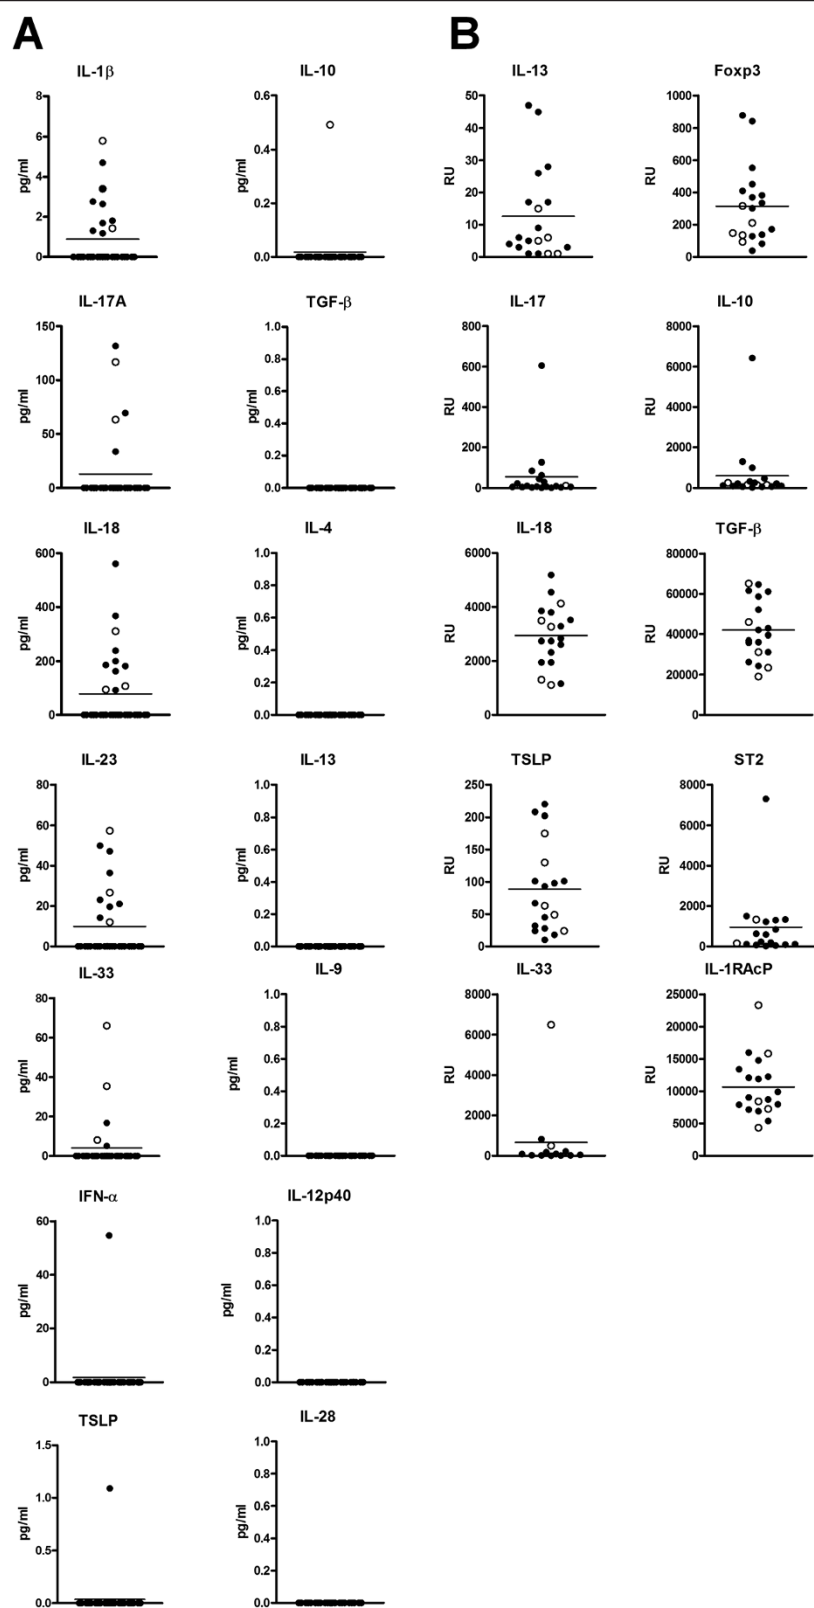 A
B
IL-1β
IL-10
IL-13
Foxp3
8
6
4
2
0
pg/ml
0.6
0.4
0.2
0.0
pg/ml
50
40
30
20
10
0
RU
1000
800
600
400
200
0
RU
IL-17A
TGF-β
IL-17
IL-10
150
100
50
0
pg/ml
1.0
0.8
0.6
0.4
0.2
0.0
pg/ml
800
600
400
200
0
RU
8000
6000
4000
2000
0
RU
IL-18
IL-4
IL-18
TGF-β
600
400
200
0
pg/ml
1.0
0.8
0.6
0.4
0.2
0.0
pg/ml
6000
4000
2000
0
RU
80000
60000
40000
20000
0
RU
IL-23
IL-13
TSLP
ST2
80
60
40
20
0
pg/ml
1.0
0.8
0.6
0.4
0.2
0.0
pg/ml
250
200
150
100
50
0
RU
8000
6000
4000
2000
0
RU
IL-33
IL-9
IL-33
IL-1RAcP
80
60
40
20
0
pg/ml
1.0
0.8
0.6
0.4
0.2
0.0
pg/ml
8000
6000
4000
2000
0
RU
25000
20000
15000
10000
5000
0
RU
IFN-α
IL-12p40
60
40
20
0
pg/ml
1.0
0.8
0.6
0.4
0.2
0.0
pg/ml
TSLP
IL-28
1.5
1.0
0.5
0.0
pg/ml
1.0
0.8
0.6
0.4
0.2
0.0
pg/ml